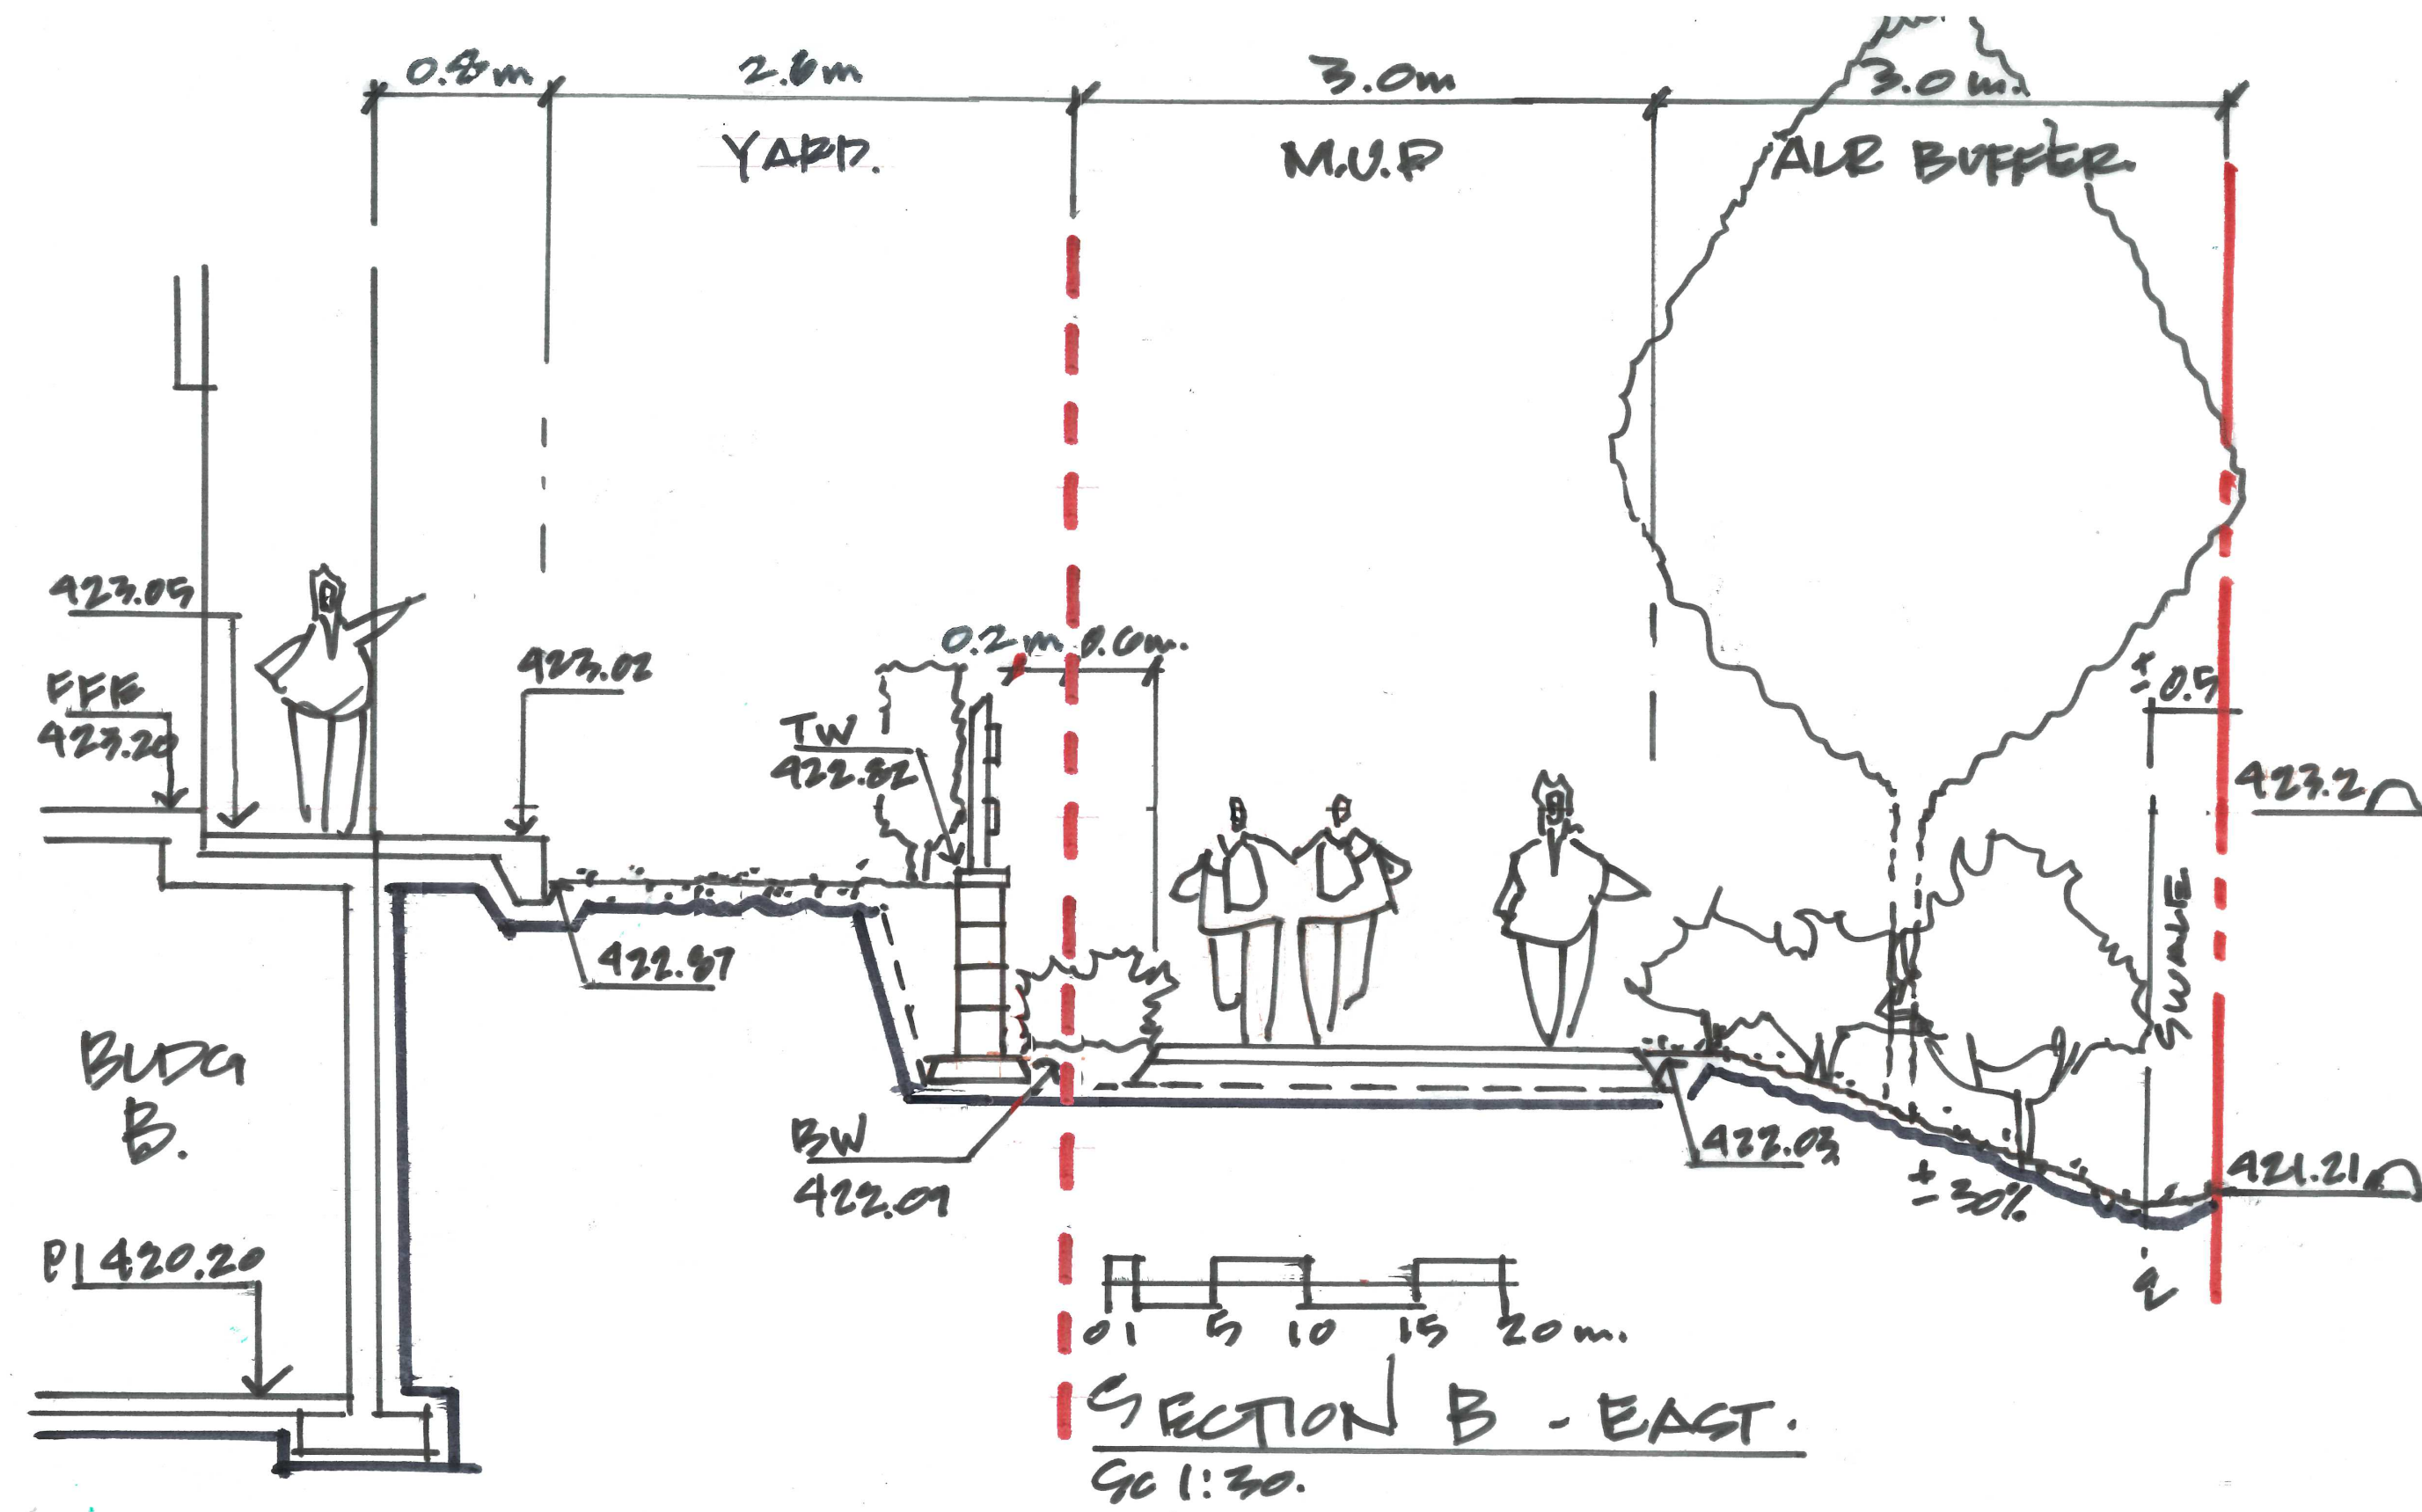 0.8m 2.6m 3.0m 3.0m.
YARD. M.U.P ALR BUFFER.
423.05
FFE
423.20
423.02
0.2m 0.6m.
TW
422.82
± 0.5
423.2
SWALE
422.87
BLDG
B.
BW
422.09
422.03
± 30%
421.21
P1 420.20
0 1 5 10 15 20m.
SECTION B - EAST.
Sc 1:30.